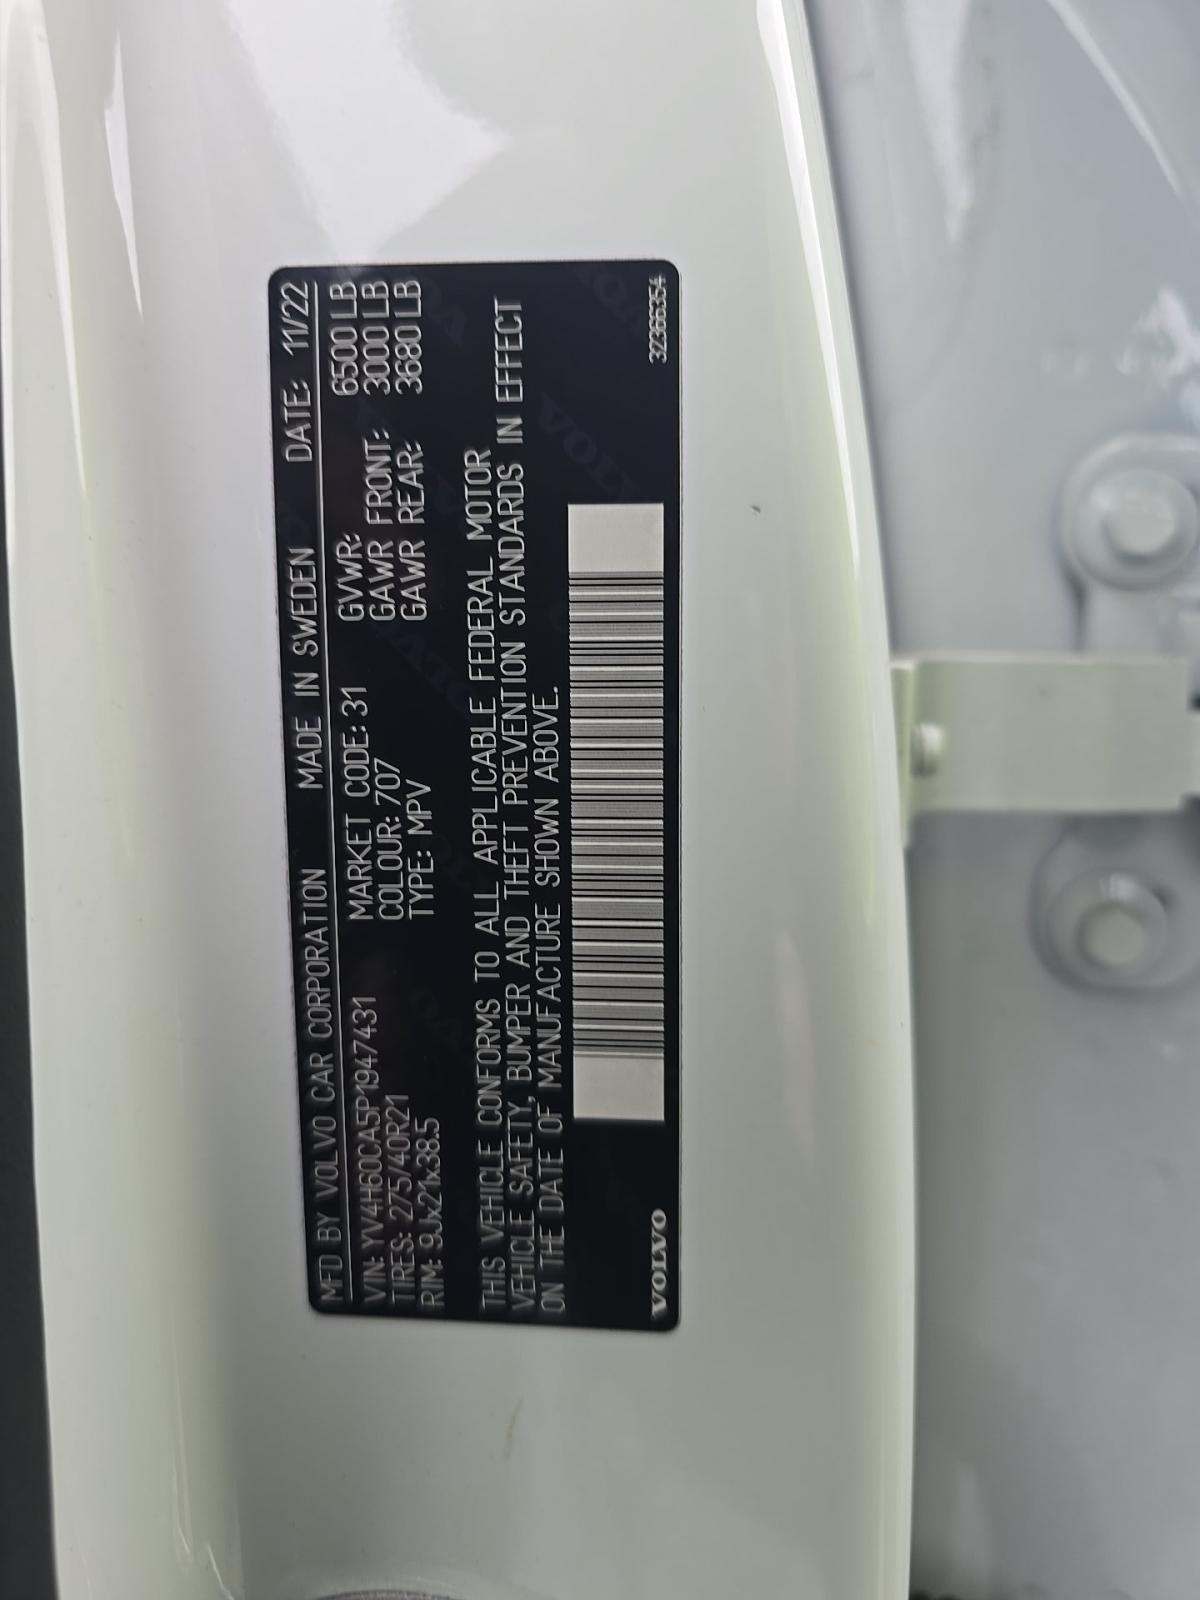 MFD BY VOLVO CAR CORPORATION MADE IN SWEDEN DATE: 11/22
VIN: YV4H60CA5P1947431 MARKET CODE: 31 GVWR: 6500 LB
TIRES: 275/40R21 COLOUR: 707 GAWR FRONT: 3000 LB
RIM: 9Jx21x38.5 TYPE: MPV GAWR REAR: 3680 LB
THIS VEHICLE CONFORMS TO ALL APPLICABLE FEDERAL MOTOR
VEHICLE SAFETY, BUMPER AND THEFT PREVENTION STANDARDS IN EFFECT
ON THE DATE OF MANUFACTURE SHOWN ABOVE.
VOLVO 32366354